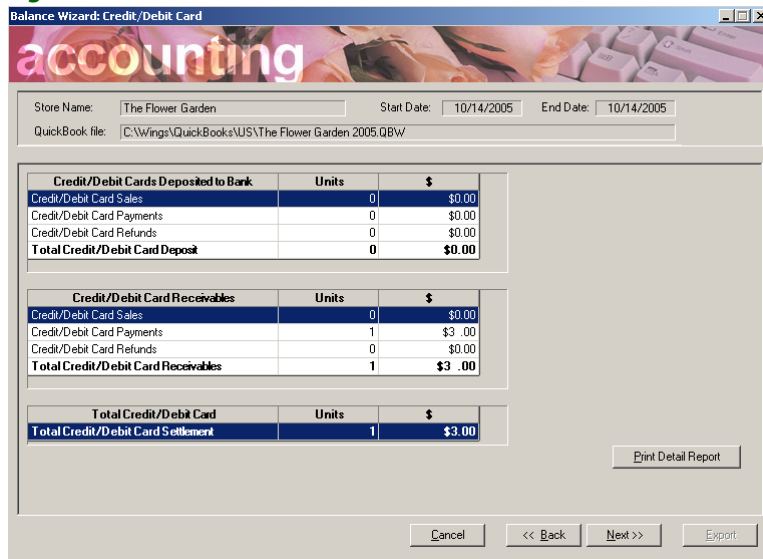 Balance Wizard: Credit/Debit Card
accounting
Store Name: The Flower Garden Start Date: 10/14/2005 End Date: 10/14/2005
QuickBook file: C:\Wings\QuickBooks\US\The Flower Garden 2005.QBW
Credit/Debit Cards Deposited to Bank Units $
Credit/Debit Card Sales 0 $0.00
Credit/Debit Card Payments 0 $0.00
Credit/Debit Card Refunds 0 $0.00
Total Credit/Debit Card Deposit 0 $0.00
Credit/Debit Card Receivables Units $
Credit/Debit Card Sales 0 $0.00
Credit/Debit Card Payments 1 $3 .00
Credit/Debit Card Refunds 0 $0.00
Total Credit/Debit Card Receivables 1 $3 .00
Total Credit/Debit Card Units $
Total Credit/Debit Card Settlement 1 $3.00
Print Detail Report
Cancel << Back Next >> Export